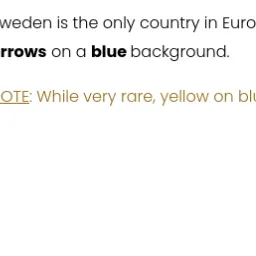 weden is the only country in Euro
rrows on a blue background.
OTE: While very rare, yellow on blu